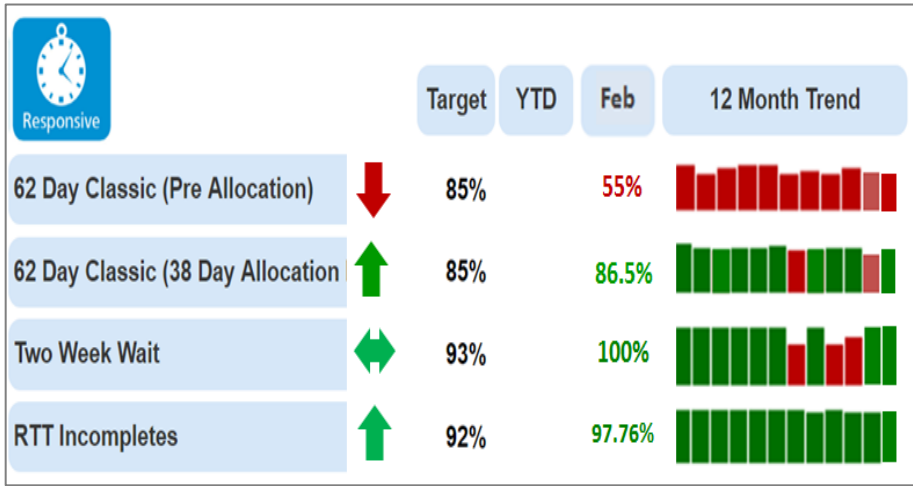 Responsive
Target YTD Feb 12 Month Trend
62 Day Classic (Pre Allocation) 85% 55%
62 Day Classic (38 Day Allocation 85% 86.5%
Two Week Wait 93% 100%
RTT Incompletes 92% 97.76%